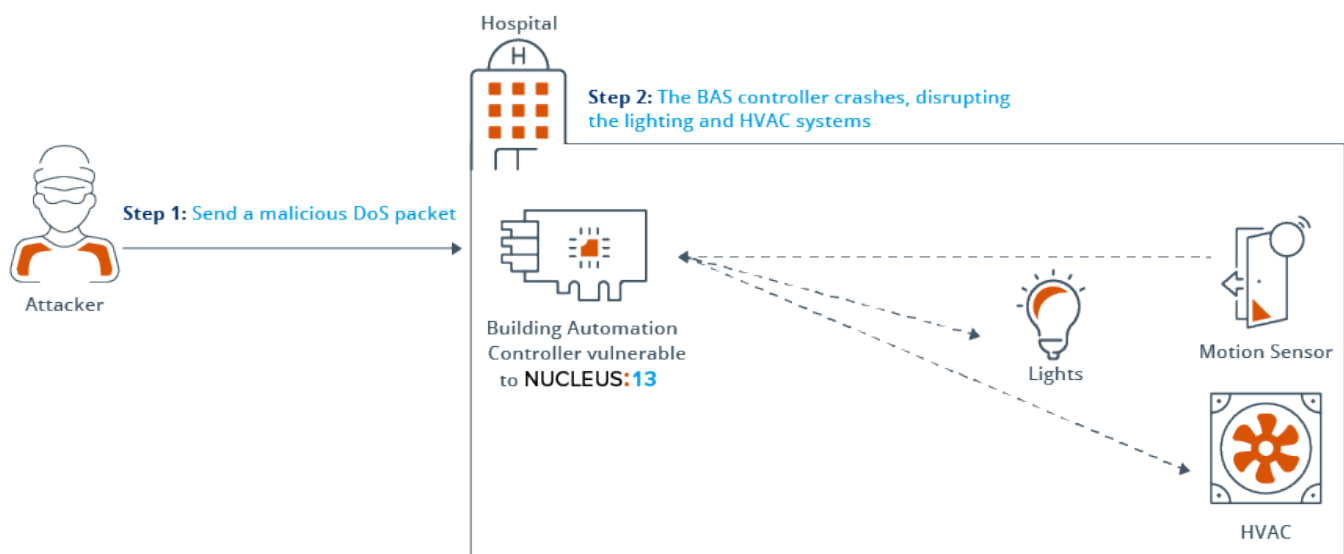 Hospital
H
Step 2: The BAS controller crashes, disrupting
the lighting and HVAC systems
Step 1: Send a malicious DoS packet
Attacker
Building Automation
Controller vulnerable
to NUCLEUS:13
Lights
Motion Sensor
HVAC